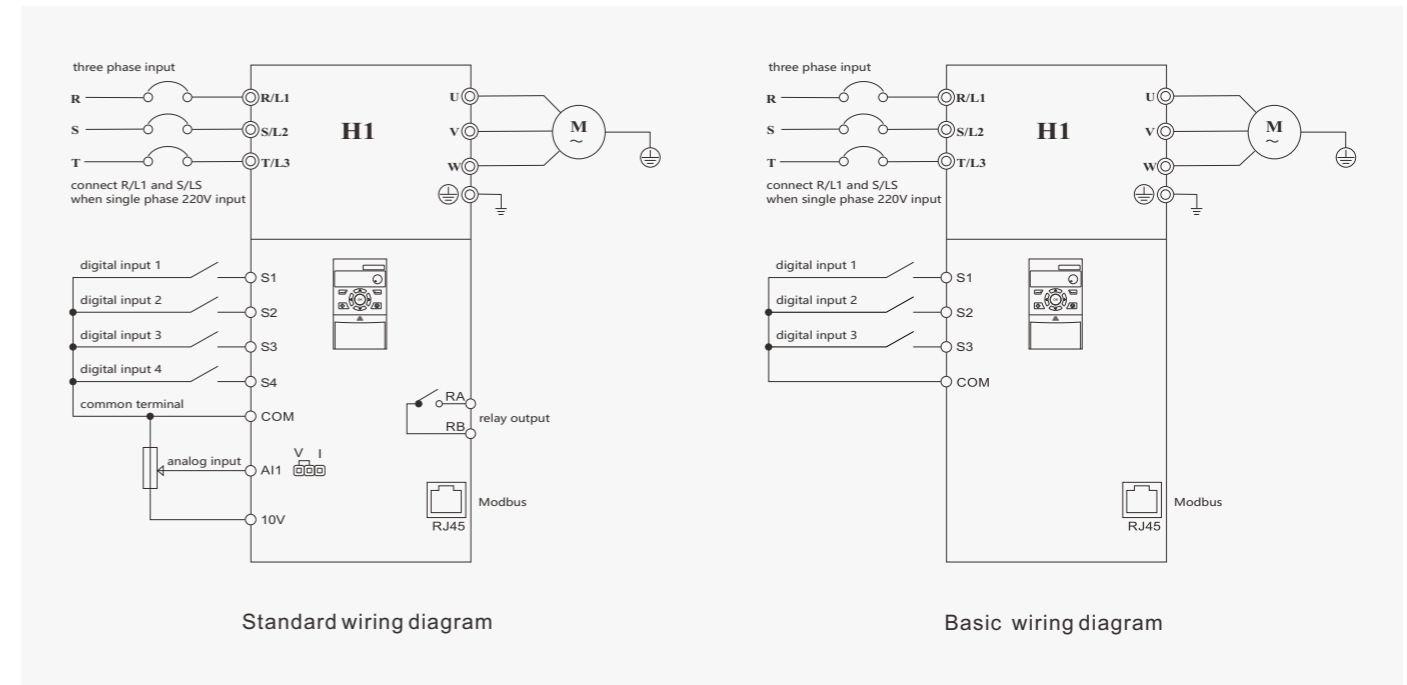 three phase input
R
R/L1
S
S/L2
T
T/L3
connect R/L1 and S/LS
when single phase 220V input
H1
U
V
W
M
~
digital input 1
S1
digital input 2
S2
digital input 3
S3
digital input 4
S4
common terminal
COM
analog input
AI1
V I
10V
RA
RB
relay output
Modbus
RJ45
Standard wiring diagram
three phase input
R
R/L1
S
S/L2
T
T/L3
connect R/L1 and S/LS
when single phase 220V input
H1
U
V
W
M
~
digital input 1
S1
digital input 2
S2
digital input 3
S3
COM
Modbus
RJ45
Basic wiring diagram